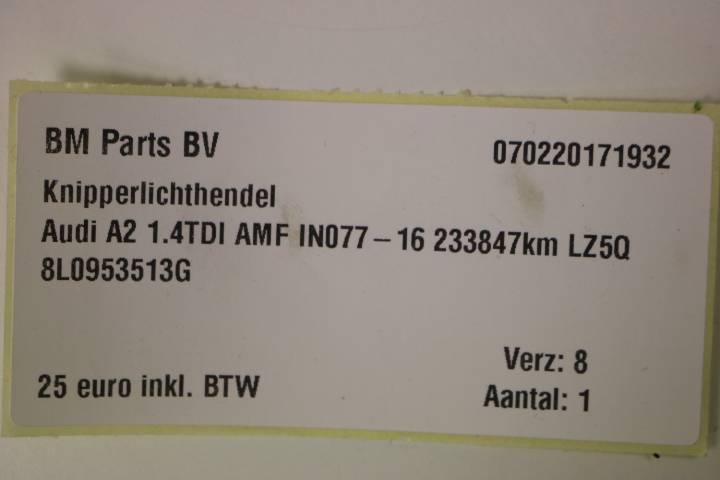 BM Parts BV 070220171932
Knipperlichthendel
Audi A2 1.4TDI AMF IN077-16 233847km LZ5Q
8L0953513G
Verz: 8
25 euro inkl. BTW Aantal: 1